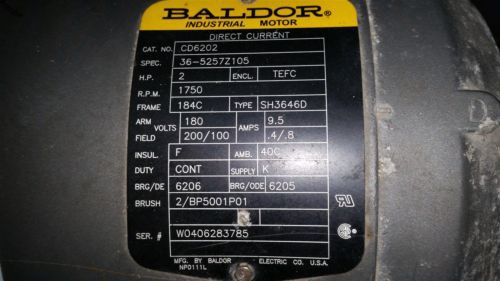 BALDOR
INDUSTRIAL MOTOR
DIRECT CURRENT
CAT. NO. CD6202
SPEC. 36-5257Z105
H.P. 2 ENCL. TEFC
R.P.M. 1750
FRAME 184C TYPE SH3646D
ARM VOLTS 180 AMPS 9.5
FIELD 200/100 .4/.8
INSUL. F AMB. 40C
DUTY CONT SUPPLY K
BRG/DE 6206 BRG/ODE 6205
BRUSH 2/BP5001P01
SER. # W0406283785
MFG. BY BALDOR ELECTRIC CO. U.S.A.
NP0111L